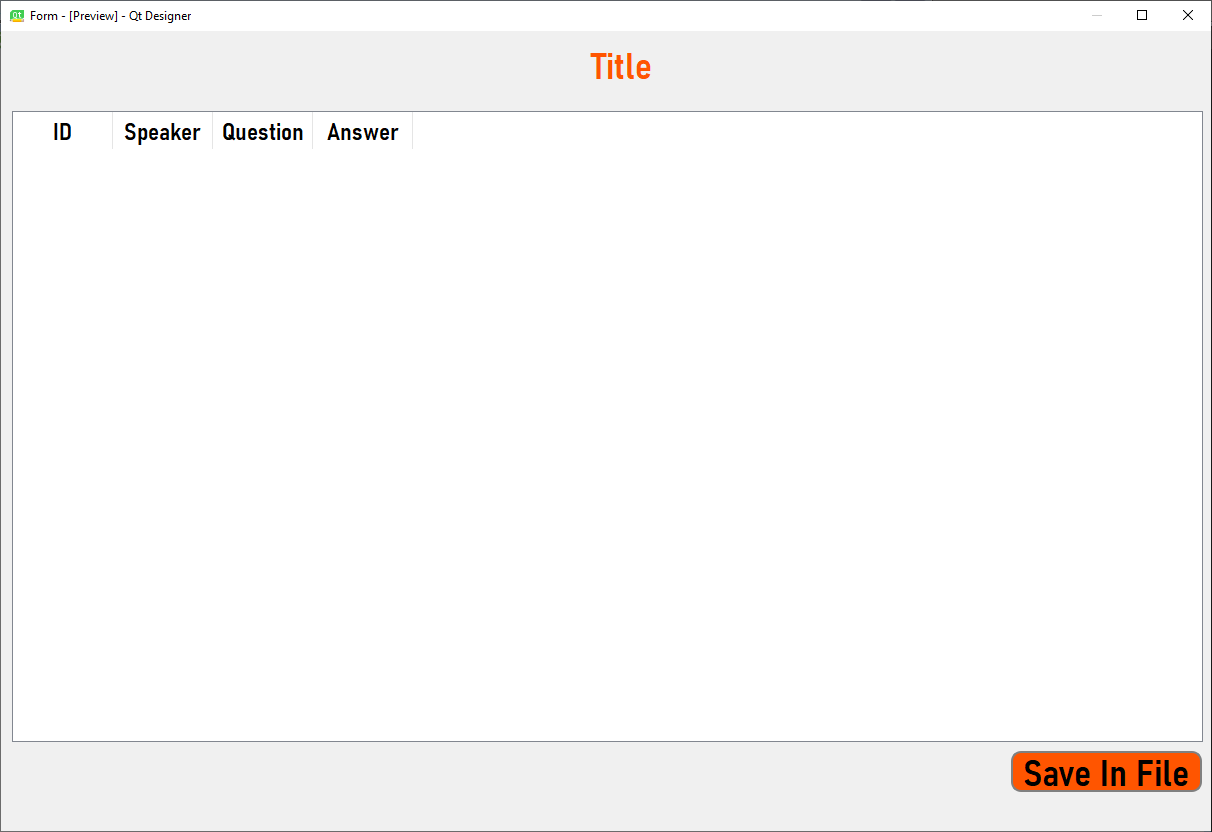 Form - [Preview] - Qt Designer
Title
ID Speaker Question Answer
Save In File